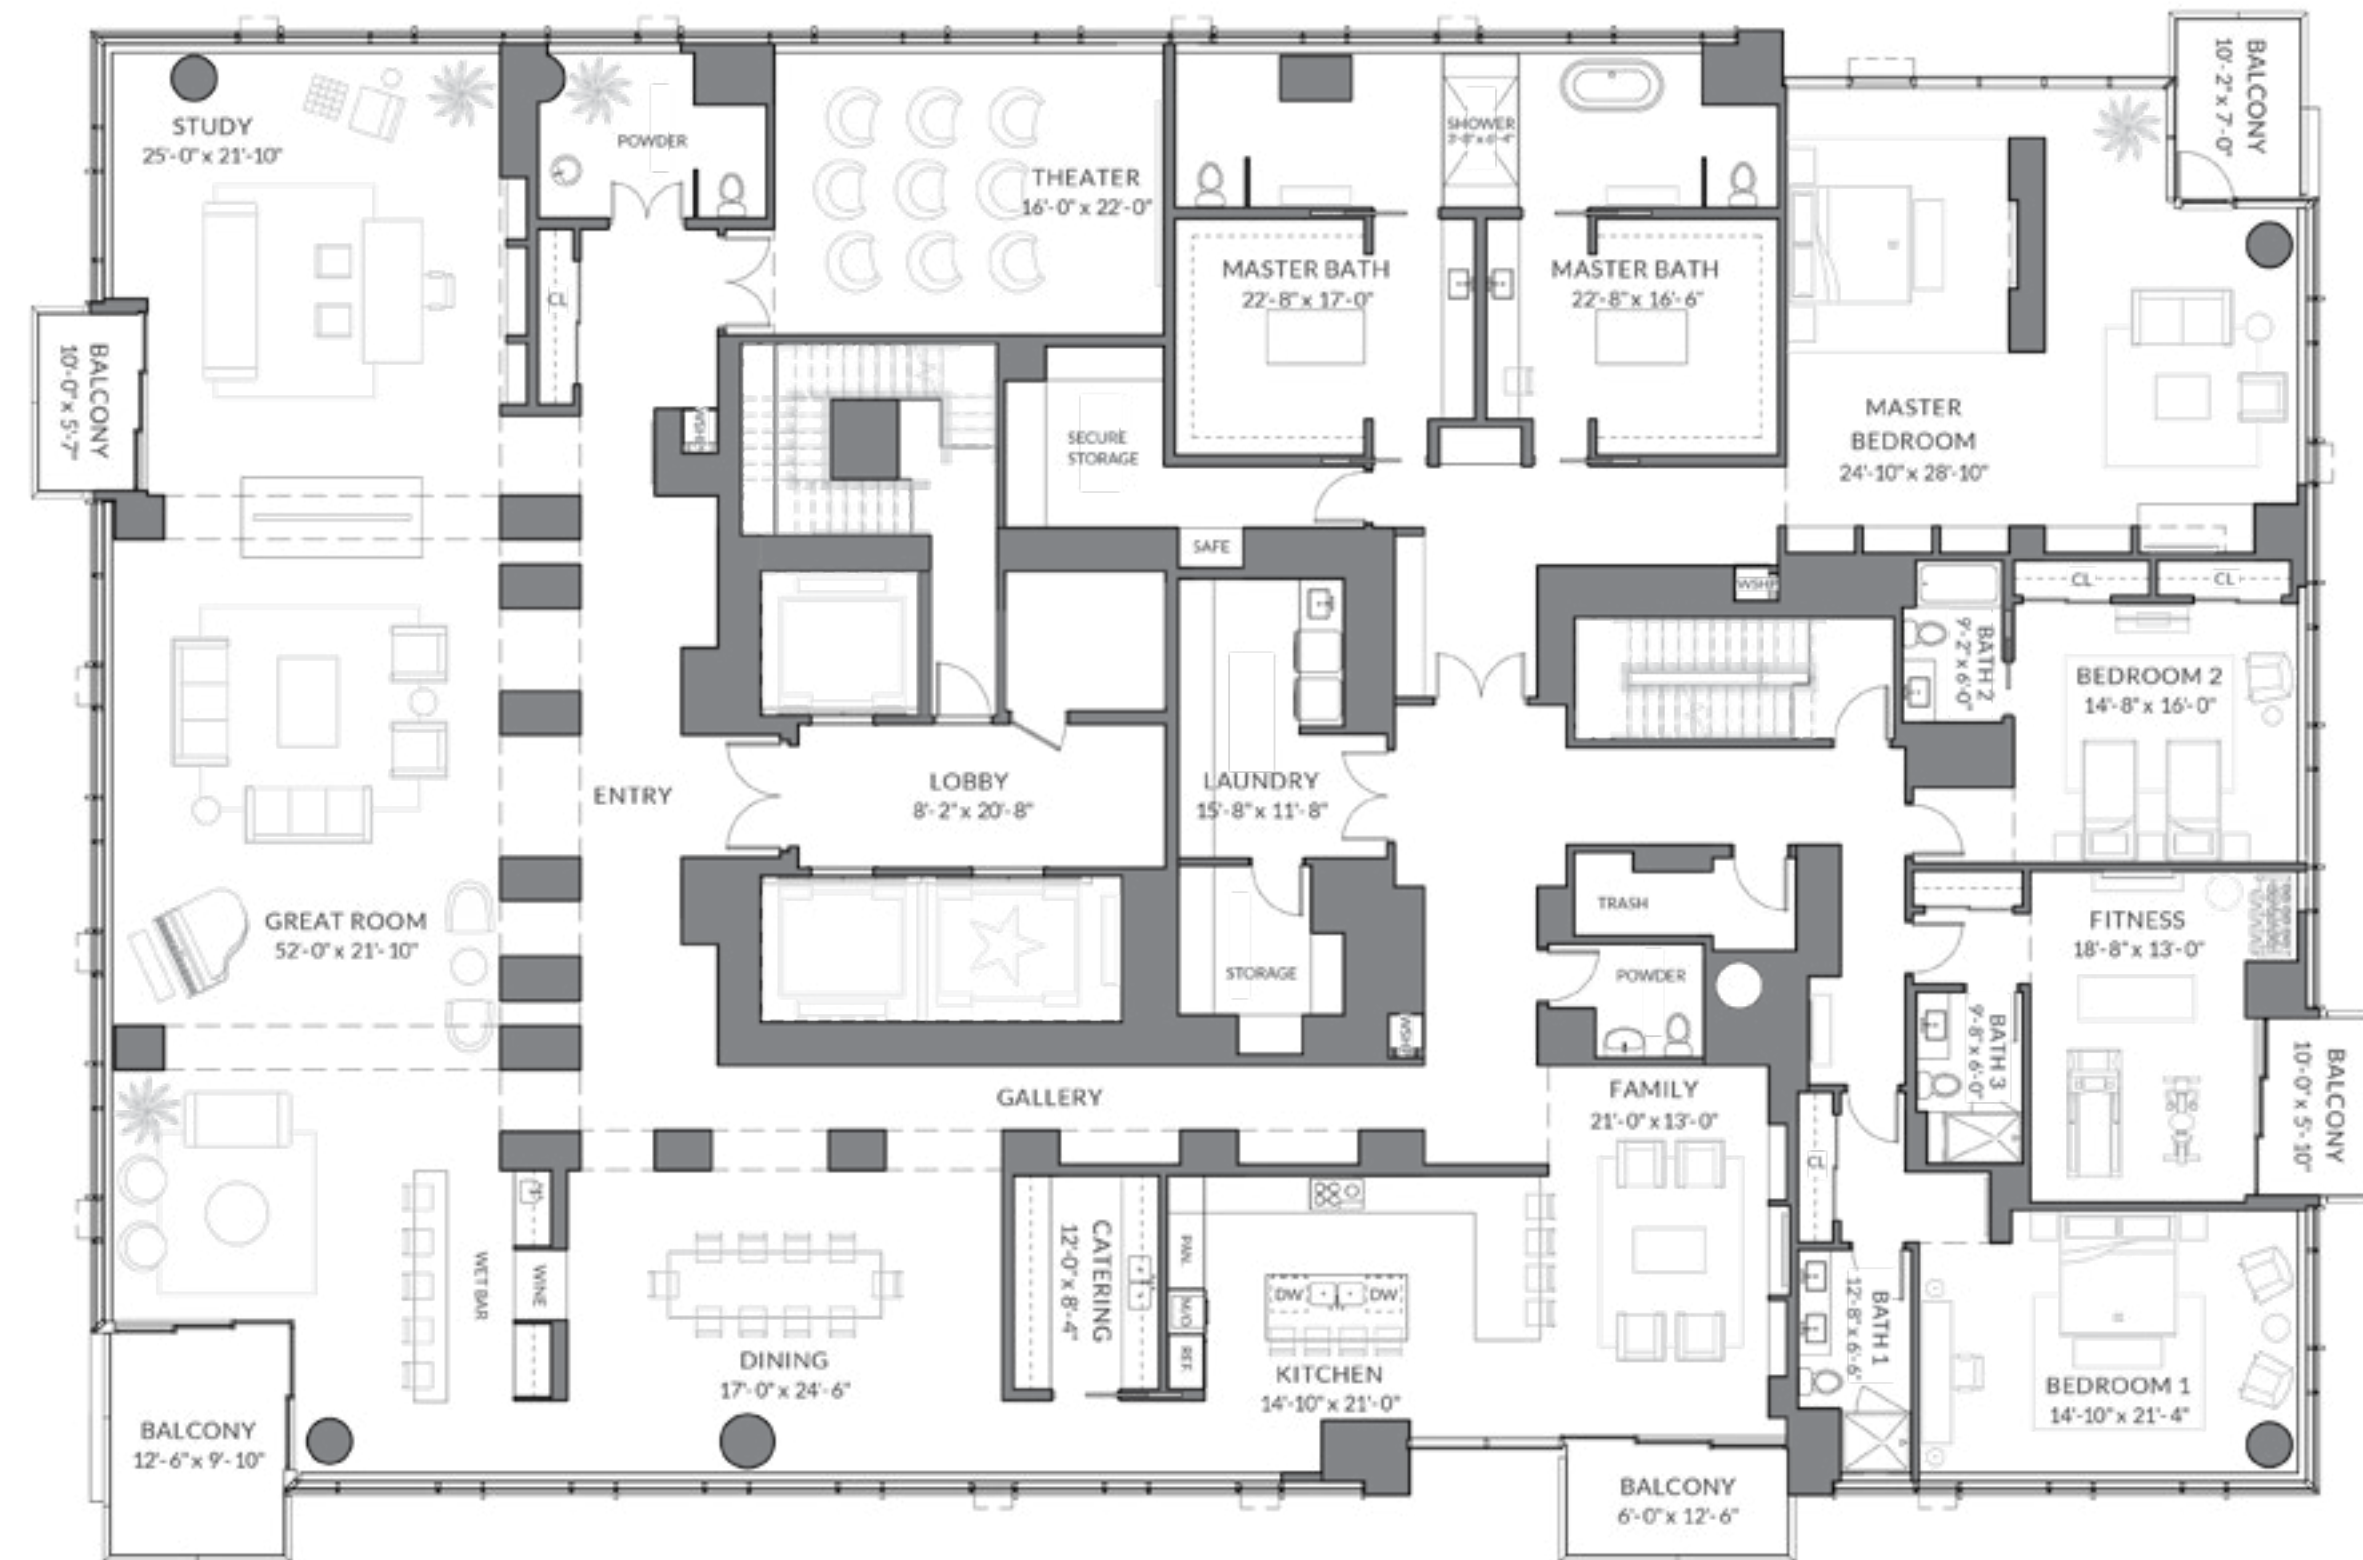 STUDY
25'-0" x 21'-10"
POWDER
THEATER
16'-0" x 22'-0"
SHOWER
BALCONY
10'-2" x 7'-0"
MASTER BATH
22'-8" x 17'-0"
MASTER BATH
22'-8" x 16'-6"
CL
BALCONY
10'-0" x 5'-7"
WSHP
SECURE
STORAGE
MASTER
BEDROOM
24'-10" x 28'-10"
SAFE
WSHP
CL
CL
BATH 2
9'-2" x 6'-0"
BEDROOM 2
14'-8" x 16'-0"
ENTRY
LOBBY
8'-2" x 20'-8"
LAUNDRY
15'-8" x 11'-8"
GREAT ROOM
52'-0" x 21'-10"
TRASH
FITNESS
18'-8" x 13'-0"
STORAGE
POWDER
WSHP
BATH 3
9'-8" x 6'-0"
BALCONY
10'-0" x 5'-10"
GALLERY
FAMILY
21'-0" x 13'-0"
CL
WET BAR
WINE
CATERING
12'-0" x 8'-4"
PAN.
M/O
REF.
DW
DW
DINING
17'-0" x 24'-6"
KITCHEN
14'-10" x 21'-0"
BATH 1
12'-8" x 6'-6"
BEDROOM 1
14'-10" x 21'-4"
BALCONY
12'-6" x 9'-10"
BALCONY
6'-0" x 12'-6"